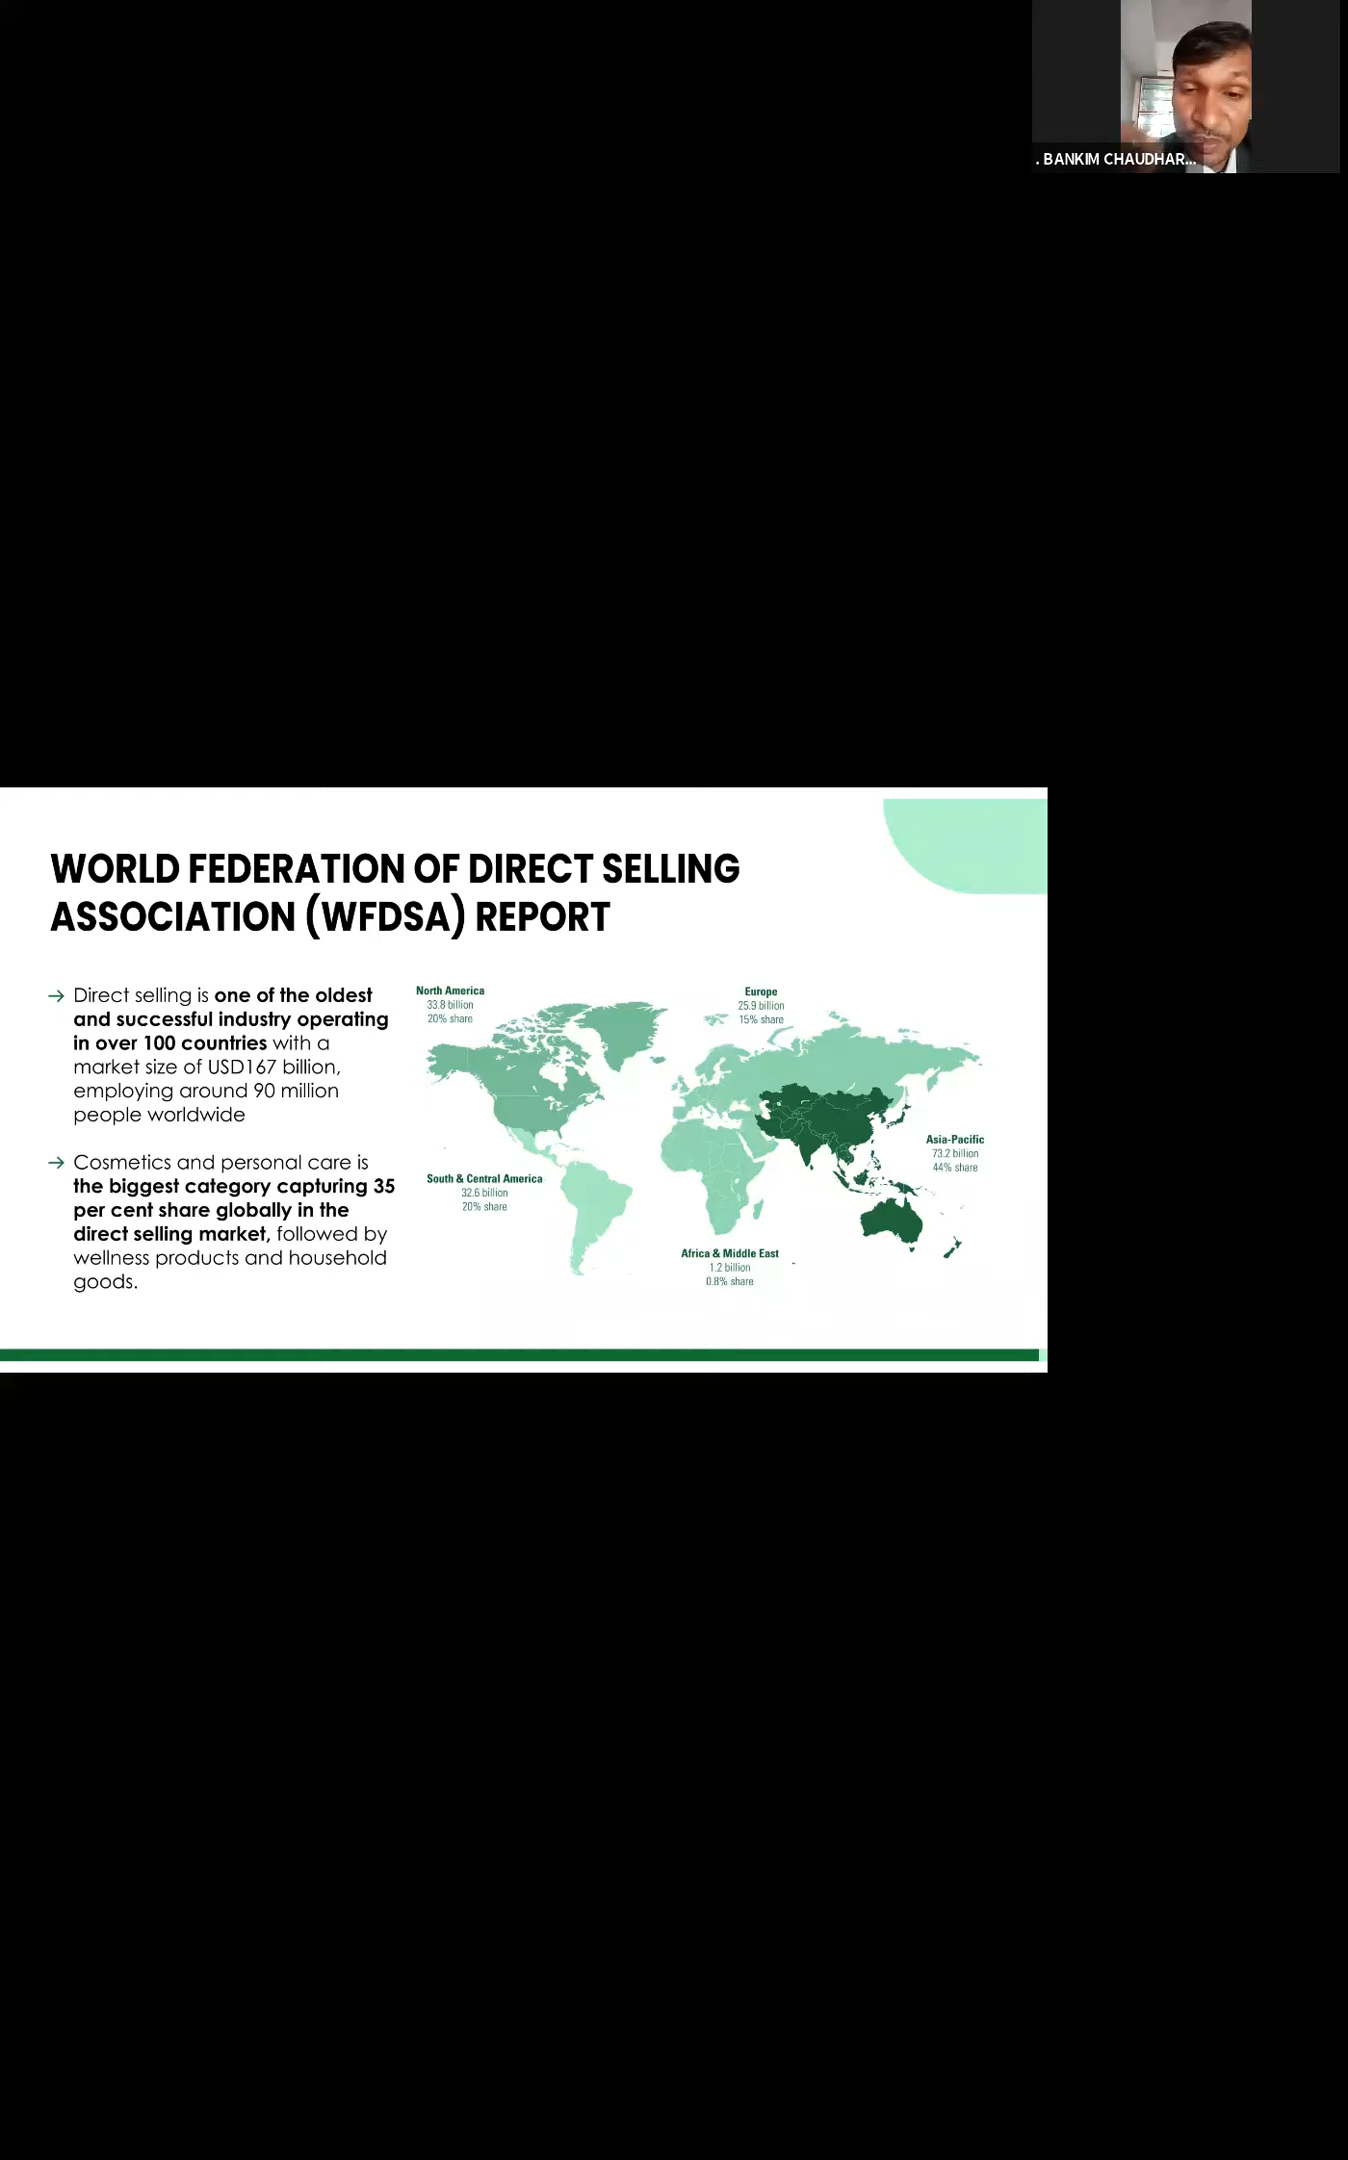 . BANKIM CHAUDHAR...
WORLD FEDERATION OF DIRECT SELLING
ASSOCIATION (WFDSA) REPORT
→ Direct selling is one of the oldest
and successful industry operating
in over 100 countries with a
market size of USD167 billion,
employing around 90 million
people worldwide
→ Cosmetics and personal care is
the biggest category capturing 35
per cent share globally in the
direct selling market, followed by
wellness products and household
goods.
North America
33.8 billion
20% share
Europe
25.9 billion
15% share
Asia-Pacific
73.2 billion
44% share
South & Central America
32.6 billion
20% share
Africa & Middle East
1.2 billion
0.8% share